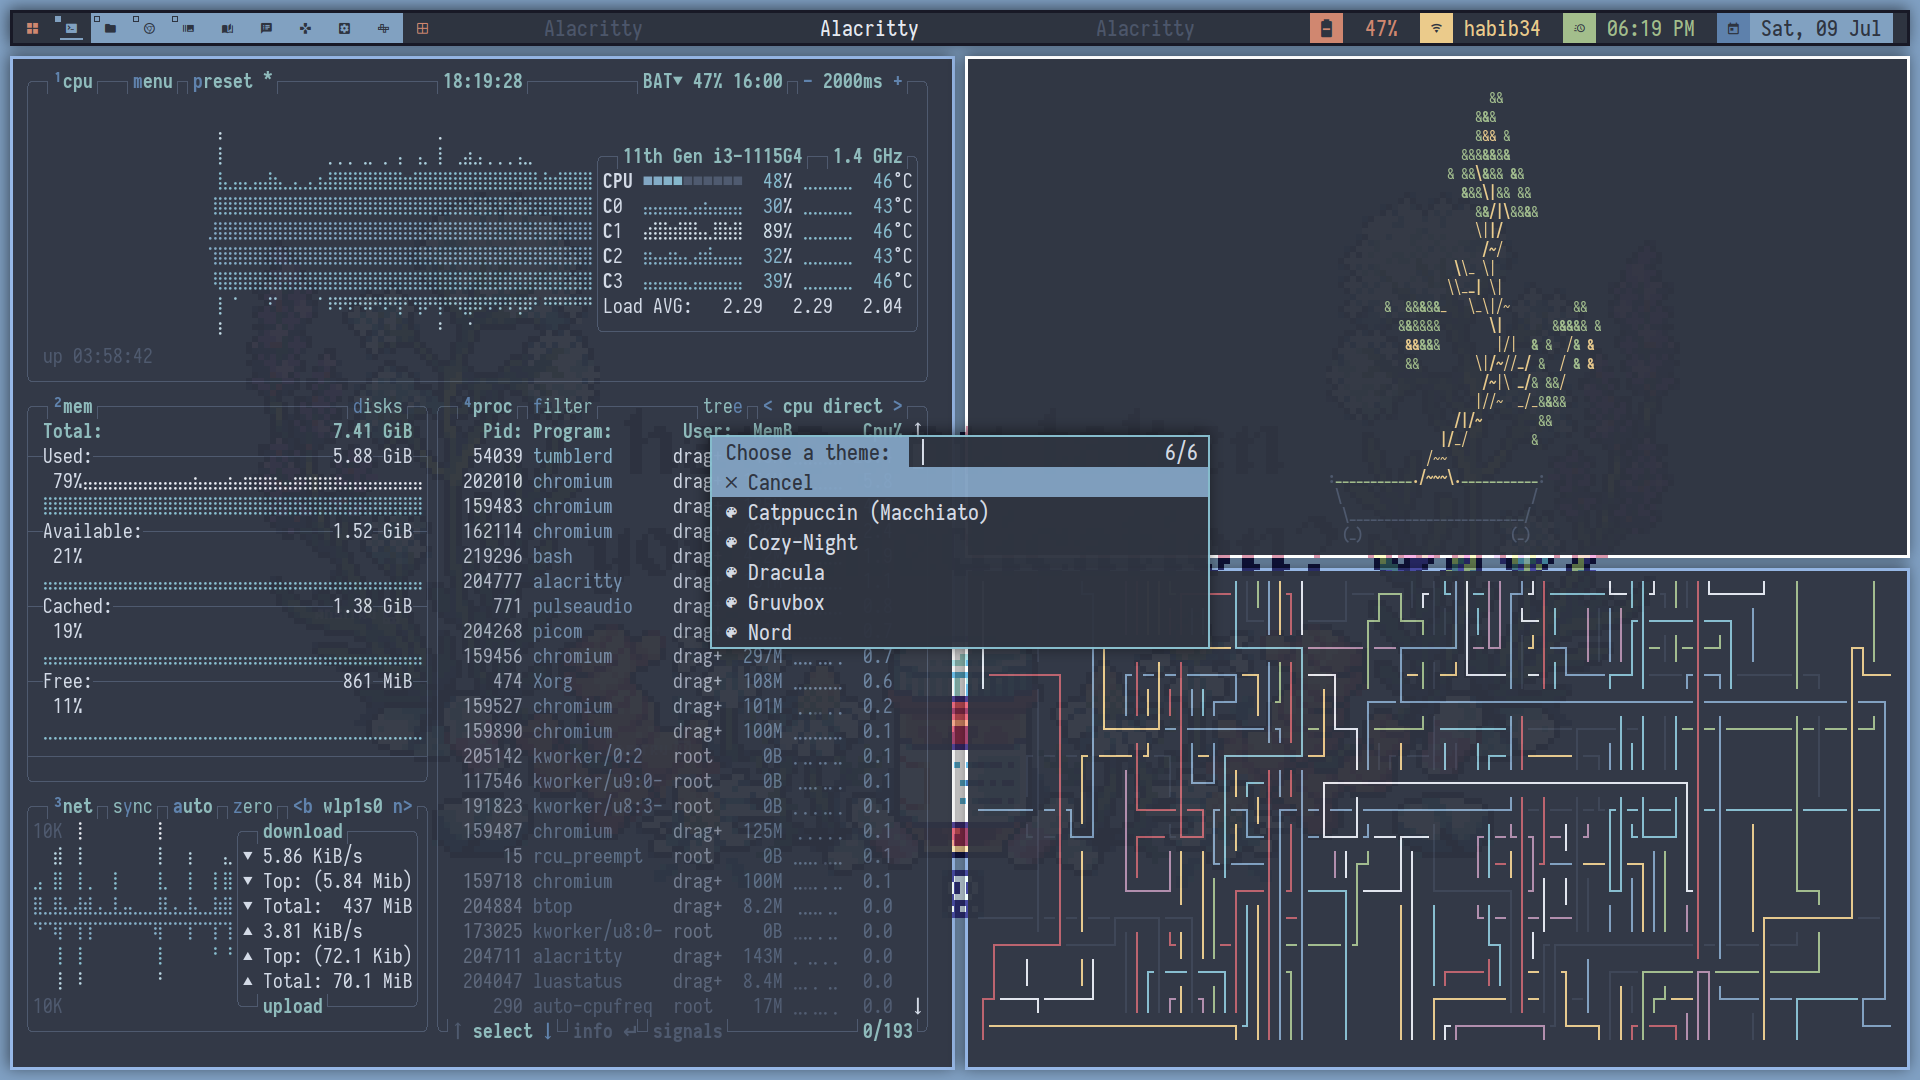 Alacritty Alacritty Alacritty 47% habib34 06:19 PM Sat, 09 Jul
1cpu menu preset * 18:19:28 BAT▼ 47% 16:00 - 2000ms +
11th Gen i3-1115G4 1.4 GHz
CPU 48% 46°C
C0 30% 43°C
C1 89% 46°C
C2 32% 43°C
C3 39% 46°C
Load AVG: 2.29 2.29 2.04
up 03:58:42
2mem disks
Total: 7.41 GiB
Used: 5.88 GiB
79%
Available: 1.52 GiB
21%
Cached: 1.38 GiB
19%
Free: 861 MiB
11%
3net sync auto zero <b wlp1s0 n>
10K download
▼ 5.86 KiB/s
▼ Top: (5.84 Mib)
▼ Total: 437 MiB
▲ 3.81 KiB/s
▲ Top: (72.1 Kib)
▲ Total: 70.1 MiB
10K upload
4proc filter tree < cpu direct >
Pid: Program: User: MemB Cpu% ↑
54039 tumblerd drag
202010 chromium drag
159483 chromium drag
162114 chromium drag
219296 bash drag
204777 alacritty drag
771 pulseaudio drag
204268 picom drag
159456 chromium drag+ 297M 0.7
474 Xorg drag+ 108M 0.6
159527 chromium drag+ 101M 0.2
159890 chromium drag+ 100M 0.1
205142 kworker/0:2 root 0B 0.1
117546 kworker/u9:0- root 0B 0.1
191823 kworker/u8:3- root 0B 0.1
159487 chromium drag+ 125M 0.1
15 rcu_preempt root 0B 0.1
159718 chromium drag+ 100M 0.1
204884 btop drag+ 8.2M 0.0
173025 kworker/u8:0- root 0B 0.0
204711 alacritty drag+ 143M 0.0
204047 luastatus drag+ 8.4M 0.0
290 auto-cpufreq root 17M 0.0 ↓
↑ select ↓ info ↵ signals 0/193
Choose a theme: 6/6
× Cancel
Catppuccin (Macchiato)
Cozy-Night
Dracula
Gruvbox
Nord